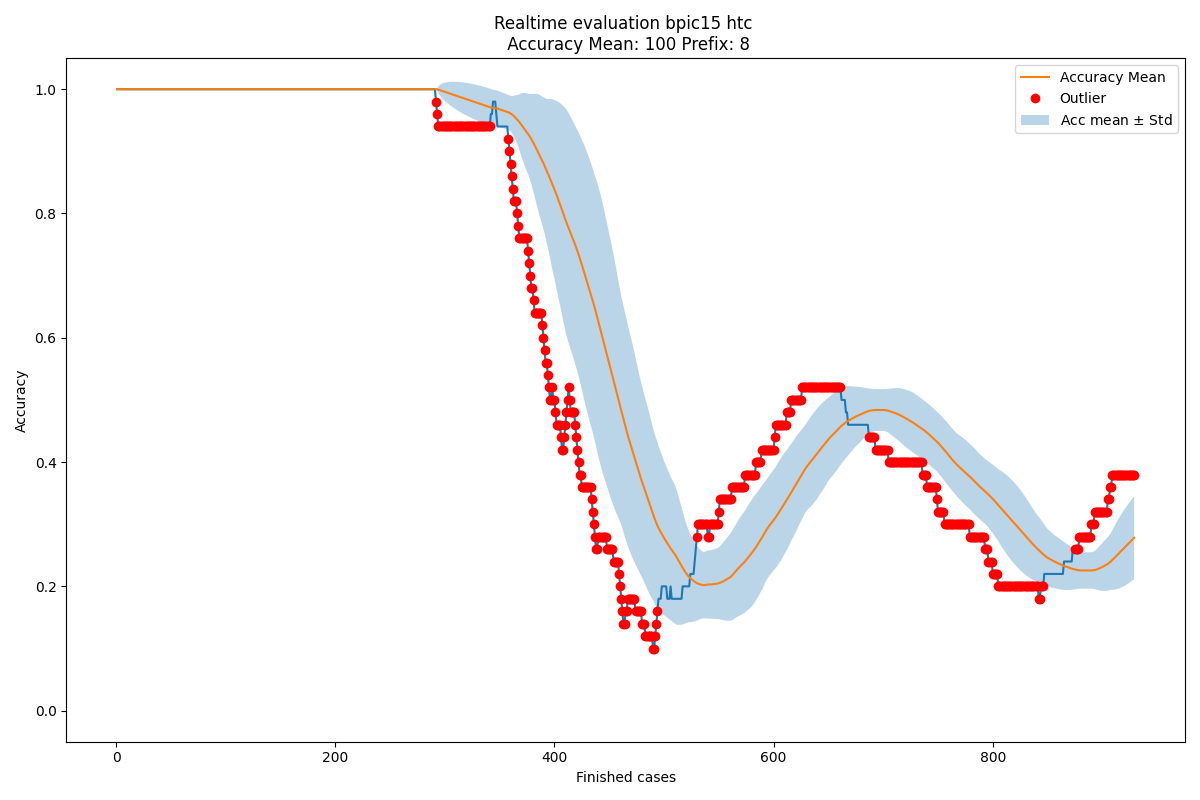 Realtime evaluation bpic15 htc
Accuracy Mean: 100 Prefix: 8
Accuracy Mean
Outlier
Acc mean ± Std
1.0
0.8
0.6
0.4
0.2
0.0
Accuracy
0
200
400
600
800
Finished cases